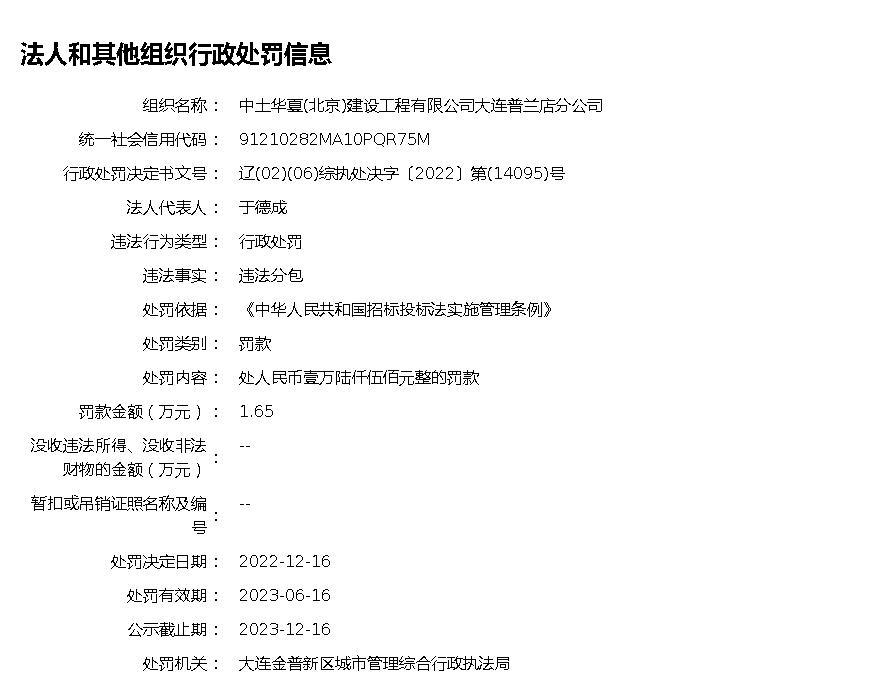 法人和其他组织行政处罚信息
组织名称： 中土华夏(北京)建设工程有限公司大连普兰店分公司
统一社会信用代码： 91210282MA10PQR75M
行政处罚决定书文号： 辽(02)(06)综执处决字〔2022〕第(14095)号
法人代表人： 于德成
违法行为类型： 行政处罚
违法事实： 违法分包
处罚依据： 《中华人民共和国招标投标法实施管理条例》
处罚类别： 罚款
处罚内容： 处人民币壹万陆仟伍佰元整的罚款
罚款金额（万元）： 1.65
没收违法所得、没收非法
财物的金额（万元）： --
暂扣或吊销证照名称及编
号： --
处罚决定日期： 2022-12-16
处罚有效期： 2023-06-16
公示截止期： 2023-12-16
处罚机关： 大连金普新区城市管理综合行政执法局